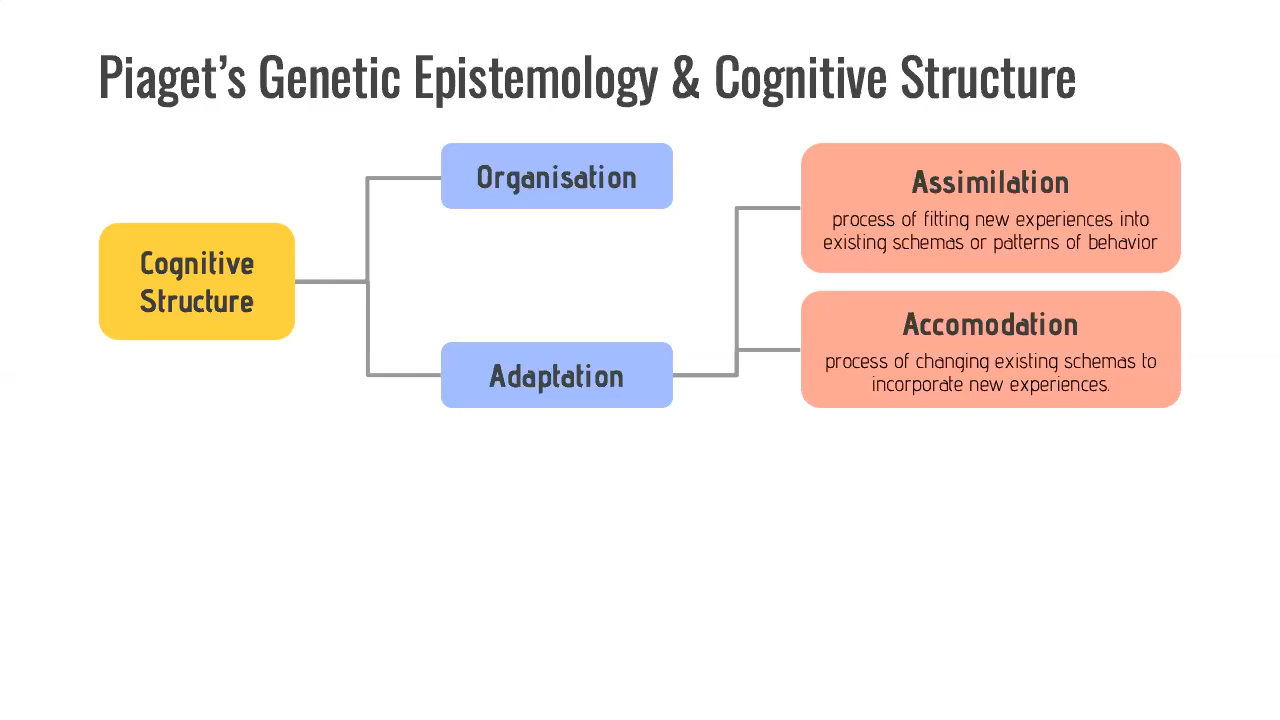 Piaget's Genetic Epistemology & Cognitive Structure
Cognitive
Structure
Organisation
Adaptation
Assimilation
process of fitting new experiences into
existing schemas or patterns of behavior
Accomodation
process of changing existing schemas to
incorporate new experiences.